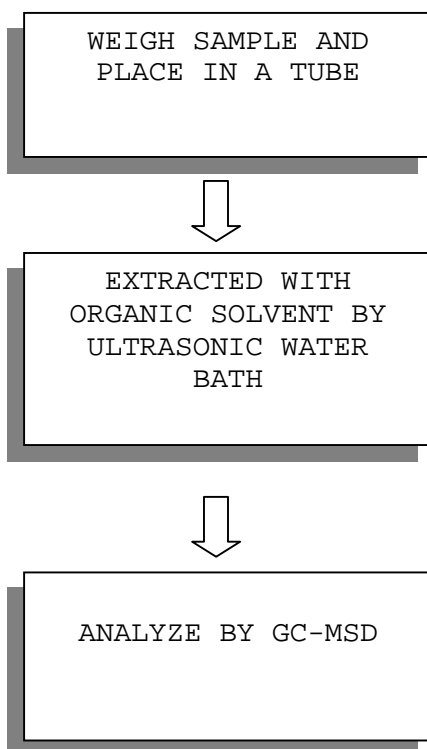 WEIGH SAMPLE AND
PLACE IN A TUBE
EXTRACTED WITH
ORGANIC SOLVENT BY
ULTRASONIC WATER
BATH
ANALYZE BY GC-MSD